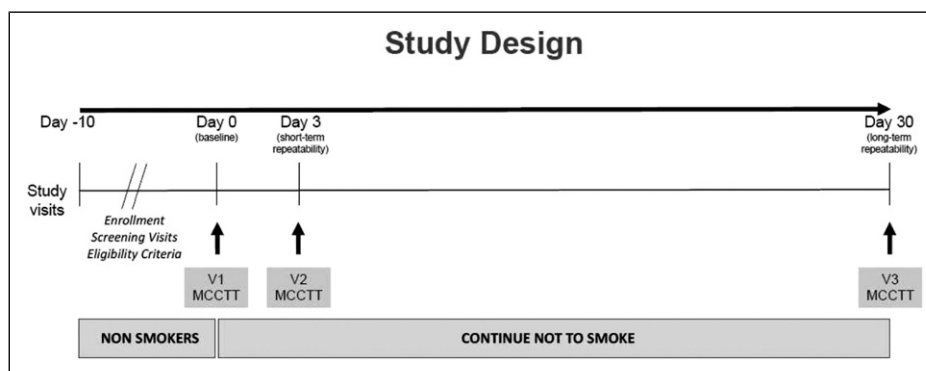 Study Design
Day -10
Day 0
(baseline)
Day 3
(short-term
repeatability)
Day 30
(long-term
repeatability)
Study
visits
Enrollment
Screening Visits
Eligibility Criteria
V1
MCCTT
V2
MCCTT
V3
MCCTT
NON SMOKERS
CONTINUE NOT TO SMOKE